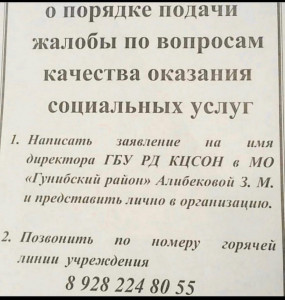 о порядке подачи
жалобы по вопросам
качества оказания
социальных услуг
1. Написать заявление на имя
директора ГБУ РД КЦСОН в МО
«Гунибский район» Алибековой З. М.
и представить лично в организацию.
2. Позвонить по номеру горячей
линии учреждения
8 928 224 80 55